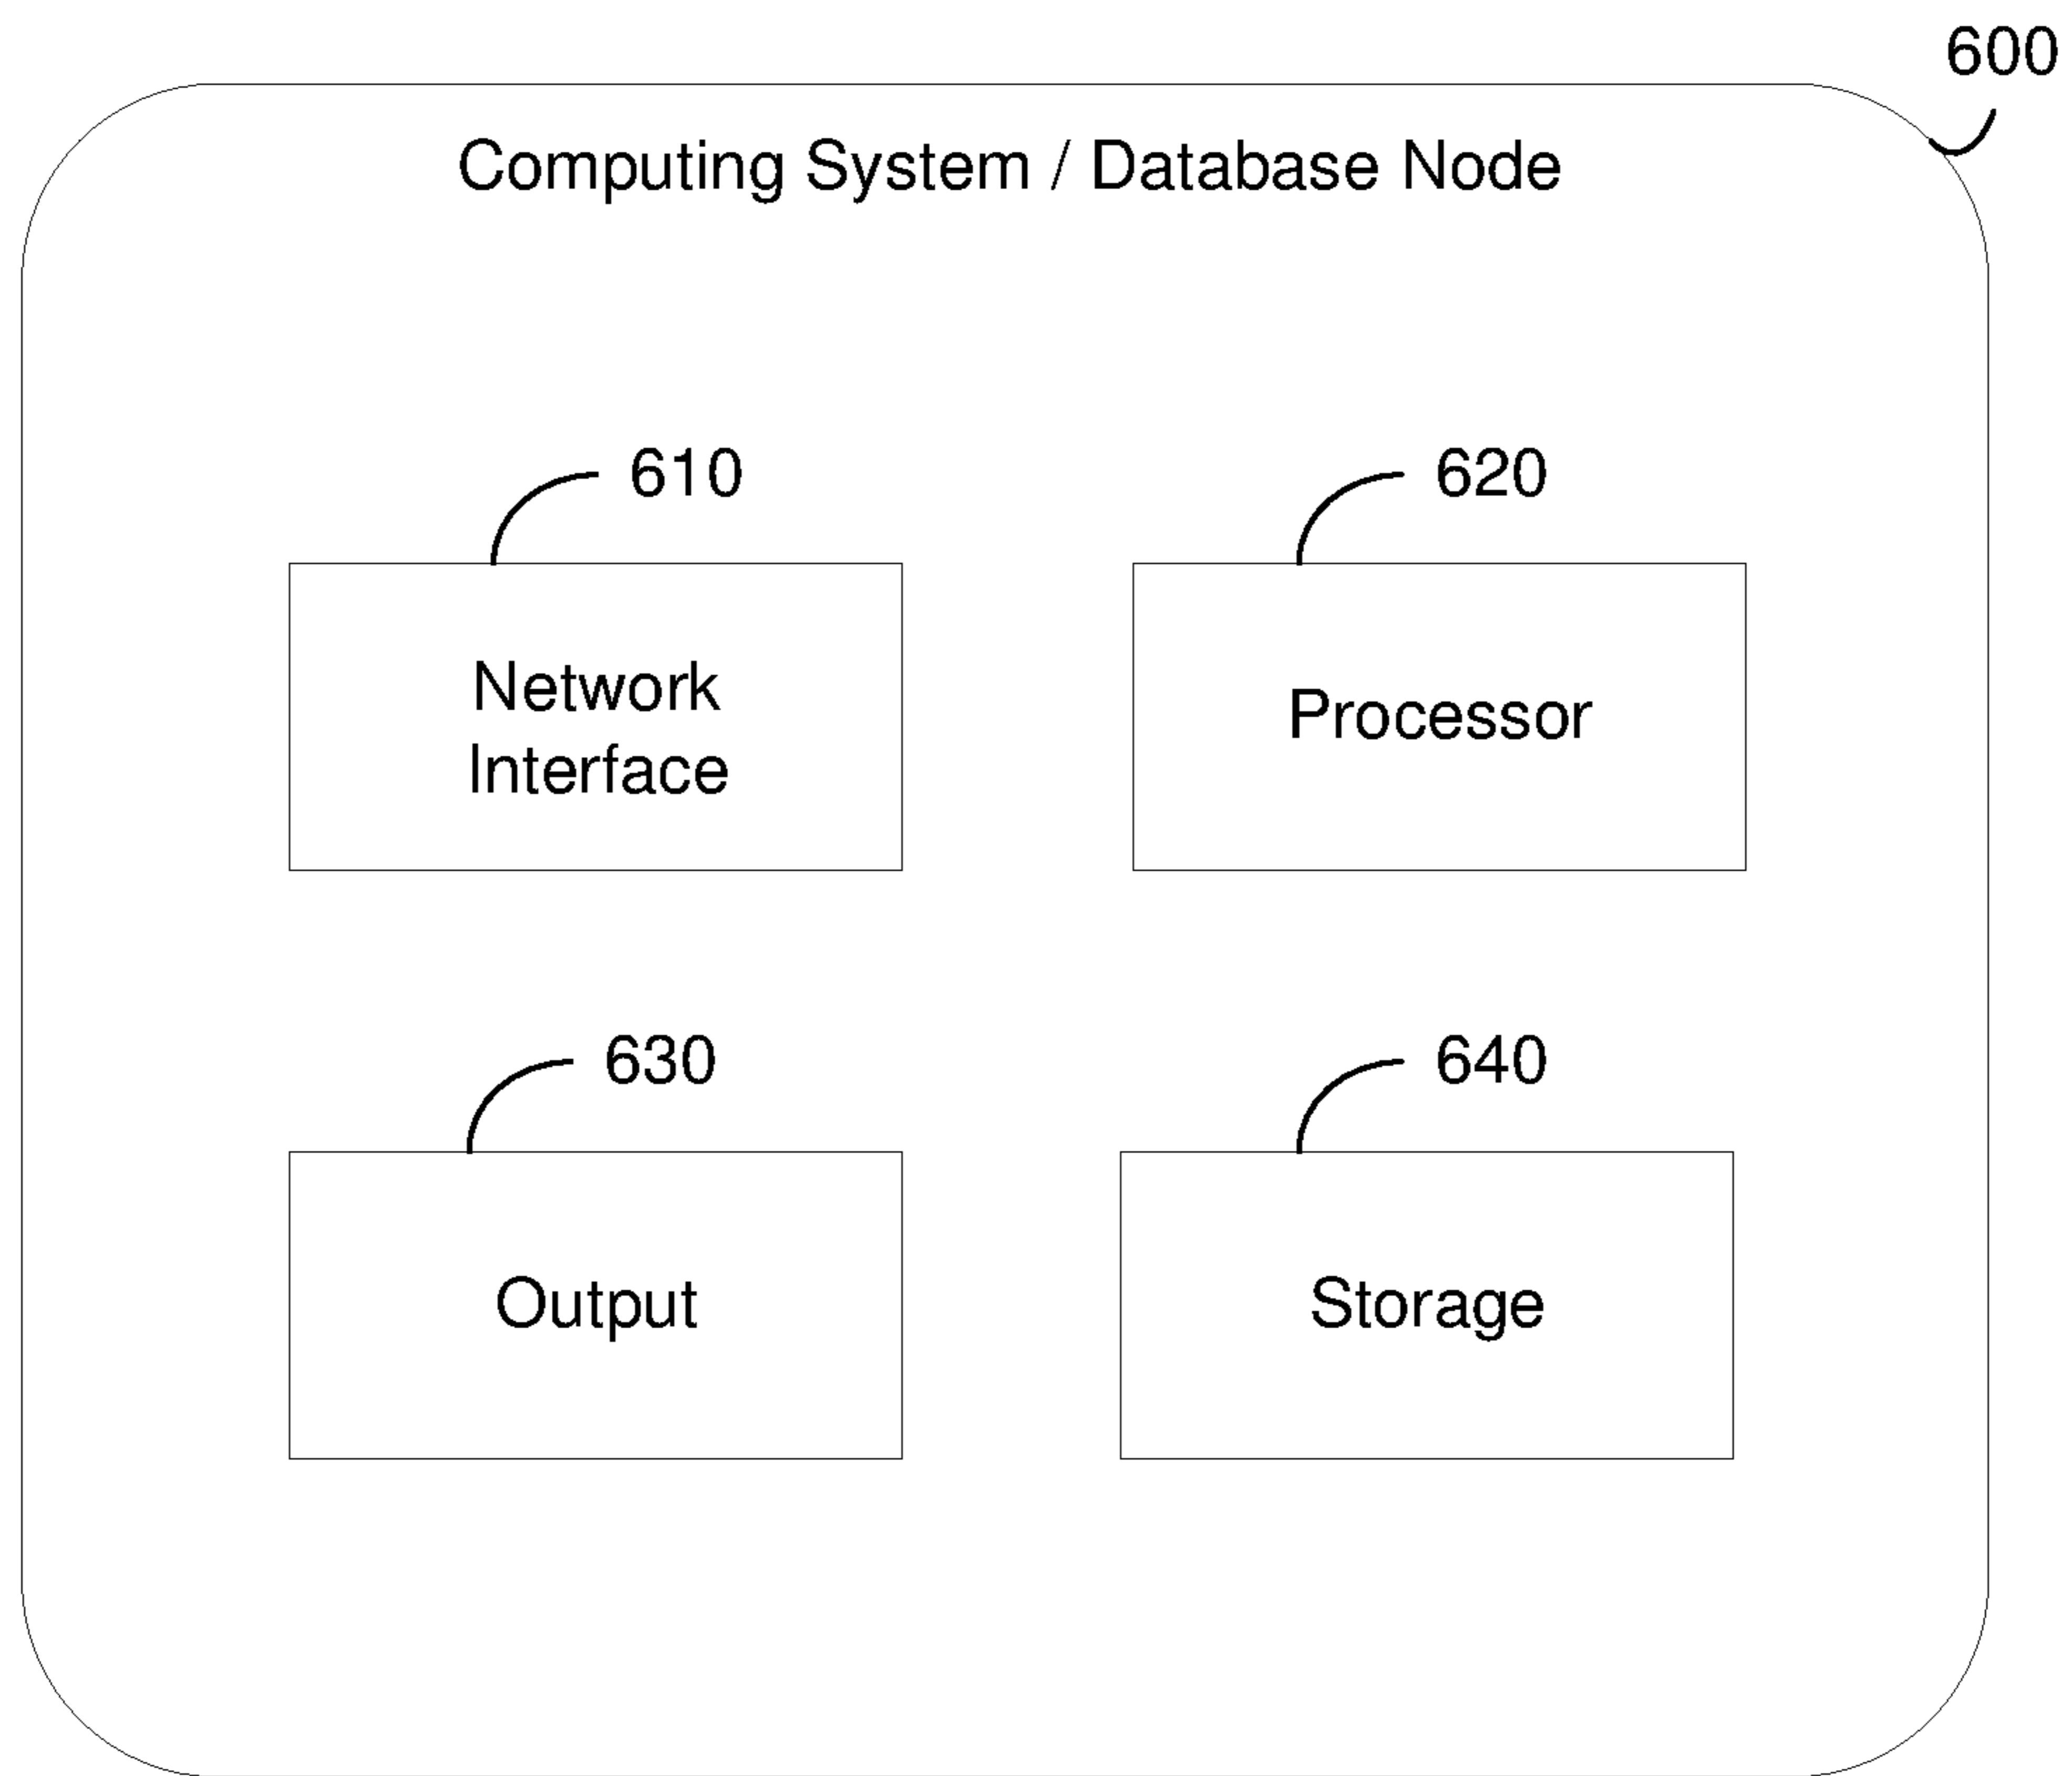 600
Computing System / Database Node
610
620
Network
Interface
Processor
630
640
Output
Storage